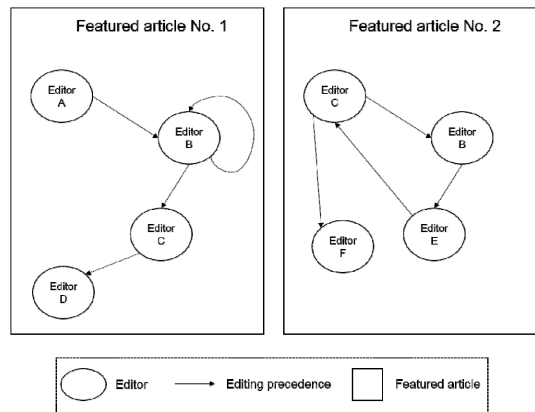 Featured article No. 1
Editor
A
Editor
B
Editor
C
Editor
D
Featured article No. 2
Editor
C
Editor
B
Editor
E
Editor
F
Editor
Editing precedence
Featured article